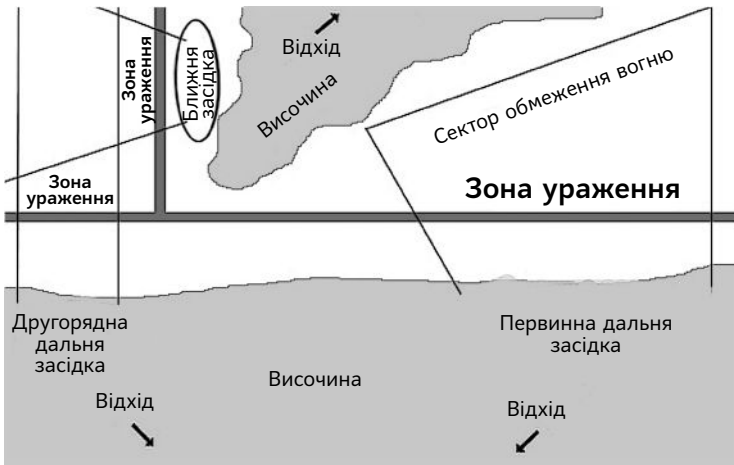 Відхід
Зона
ураження
Ближня
засідка
Височина
Сектор обмеження вогню
Зона
ураження
Зона ураження
Другорядна
дальня
засідка
Первинна дальня
засідка
Височина
Відхід
Відхід